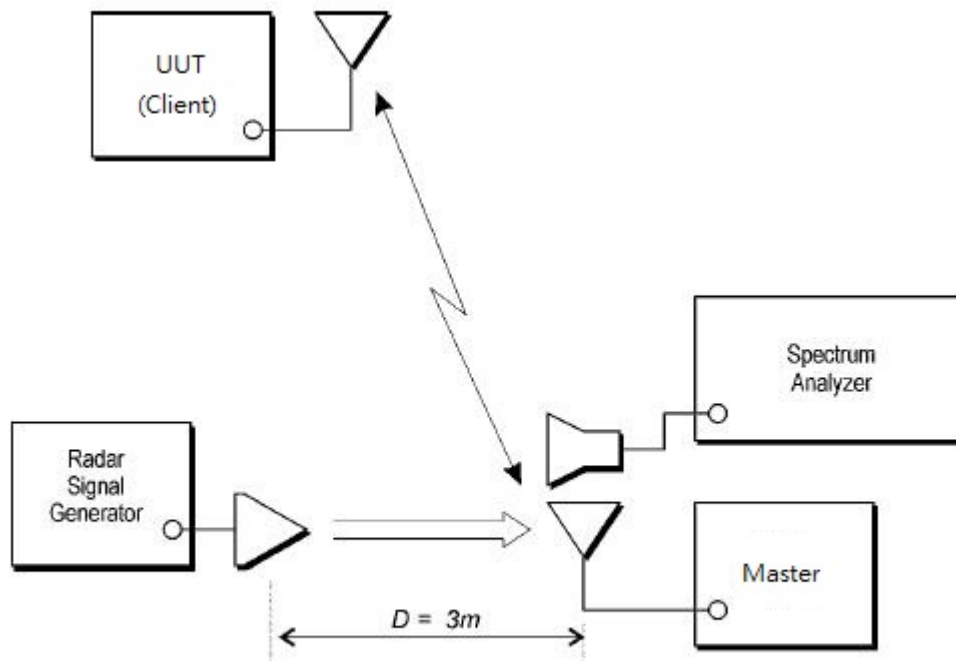 UUT
(Client)
Spectrum
Analyzer
Radar
Signal
Generator
Master
D = 3m